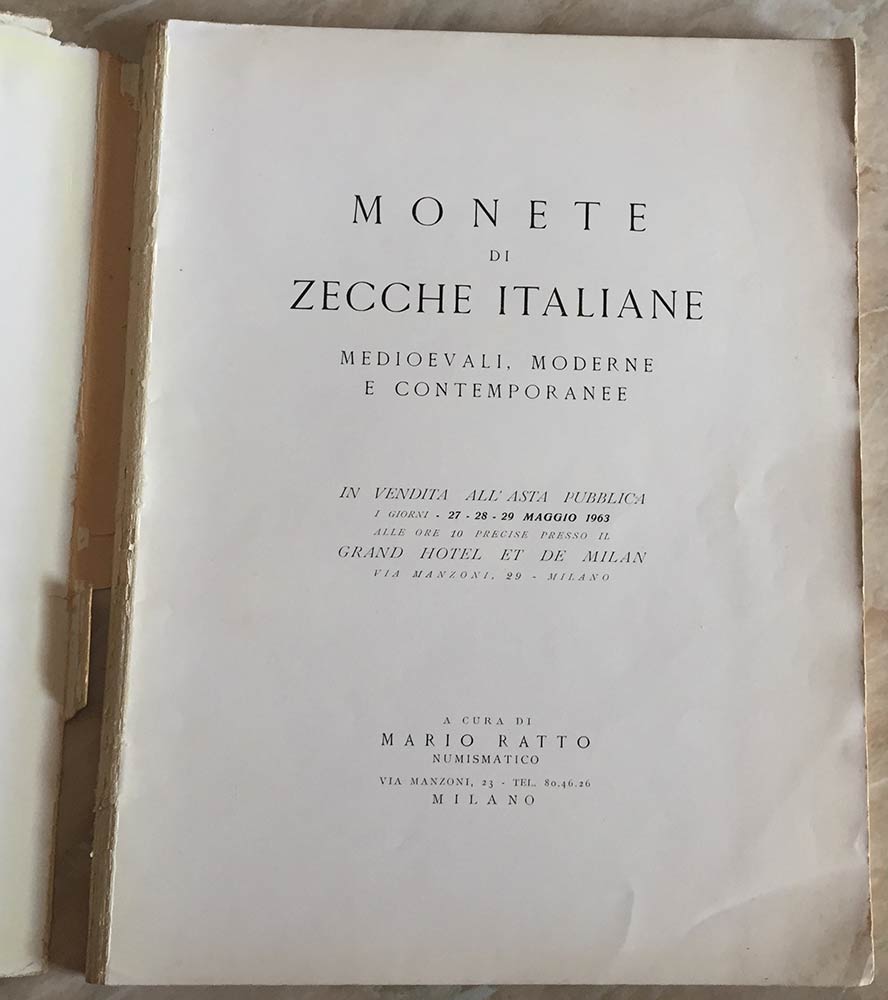 MONETE
DI
ZECCHE ITALIANE
MEDIOEVALI, MODERNE
E CONTEMPORANEE
IN VENDITA ALL'ASTA PUBBLICA
I GIORNI - 27 - 28 - 29 MAGGIO 1963
ALLE ORE 10 PRECISE PRESSO IL
GRAND HOTEL ET DE MILAN
VIA MANZONI, 29 - MILANO
A CURA DI
MARIO RATTO
NUMISMATICO
VIA MANZONI, 23 - TEL. 80.46.26
MILANO